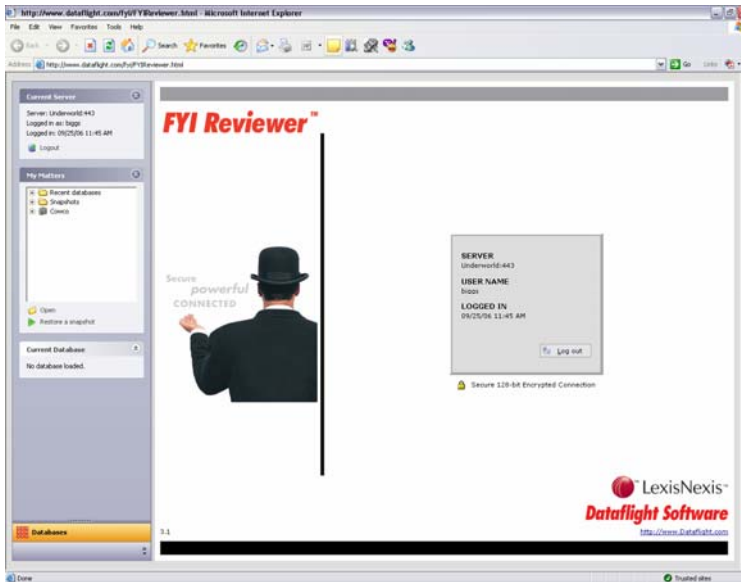 http://www.dataflight.com/fyi/FYIReviewer.html - Microsoft Internet Explorer
File Edit View Favorites Tools Help
Back Search Favorites
Address http://www.dataflight.com/fyi/FYIReviewer.html Go Links
Current Server
Server: Underworld:443
Logged in as: biggs
Logged in: 09/25/06 11:45 AM
Logout
My Matters
Recent databases
Snapshots
Cowco
Open
Restore a snapshot
Current Database
No database loaded.
Databases
FYI Reviewer™
Secure
powerful
CONNECTED
SERVER
Underworld:443
USER NAME
biggs
LOGGED IN
09/25/06 11:45 AM
Log out
Secure 128-bit Encrypted Connection
LexisNexis™
Dataflight Software
http://www.Dataflight.com
Done Trusted sites